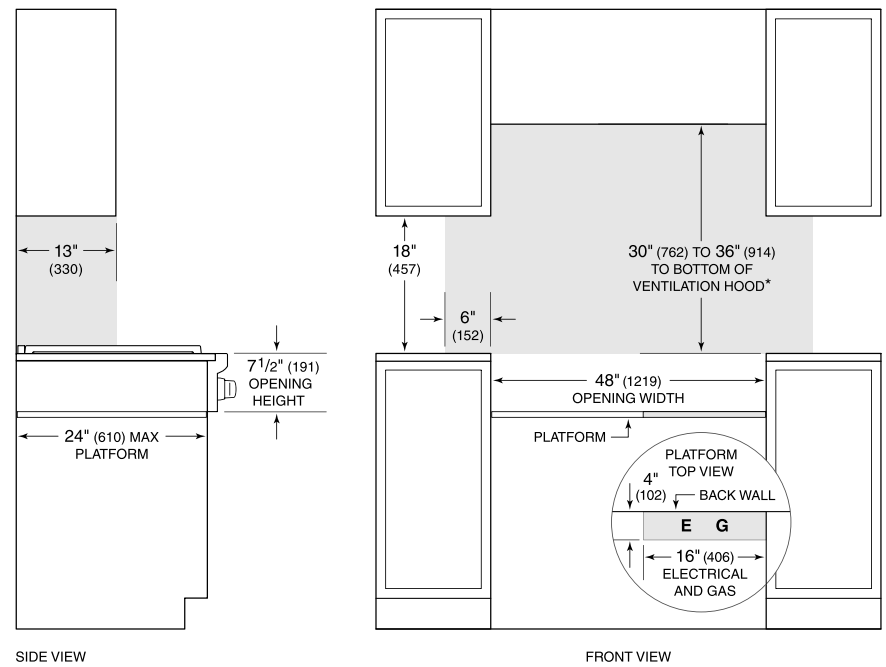 13"
(330)
7 1/2" (191)
OPENING
HEIGHT
24" (610) MAX
PLATFORM
SIDE VIEW
18"
(457)
30" (762) TO 36" (914)
TO BOTTOM OF
VENTILATION HOOD*
6"
(152)
48" (1219)
OPENING WIDTH
PLATFORM
PLATFORM
TOP VIEW
4"
(102)
BACK WALL
E G
16" (406)
ELECTRICAL
AND GAS
FRONT VIEW